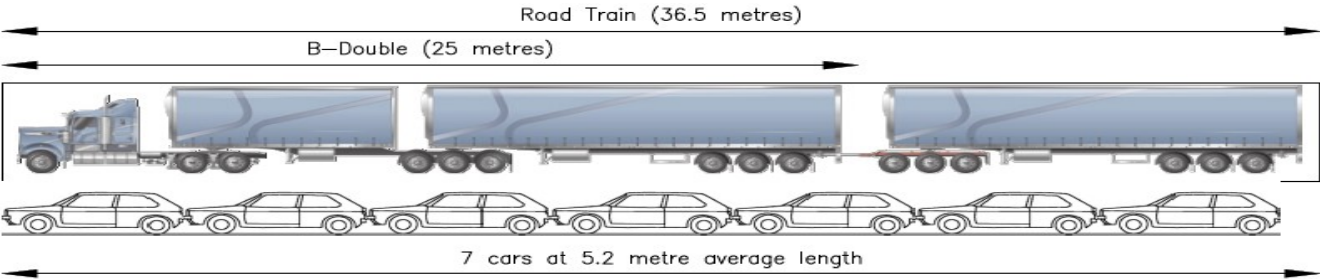 Road Train (36.5 metres)
B-Double (25 metres)
7 cars at 5.2 metre average length